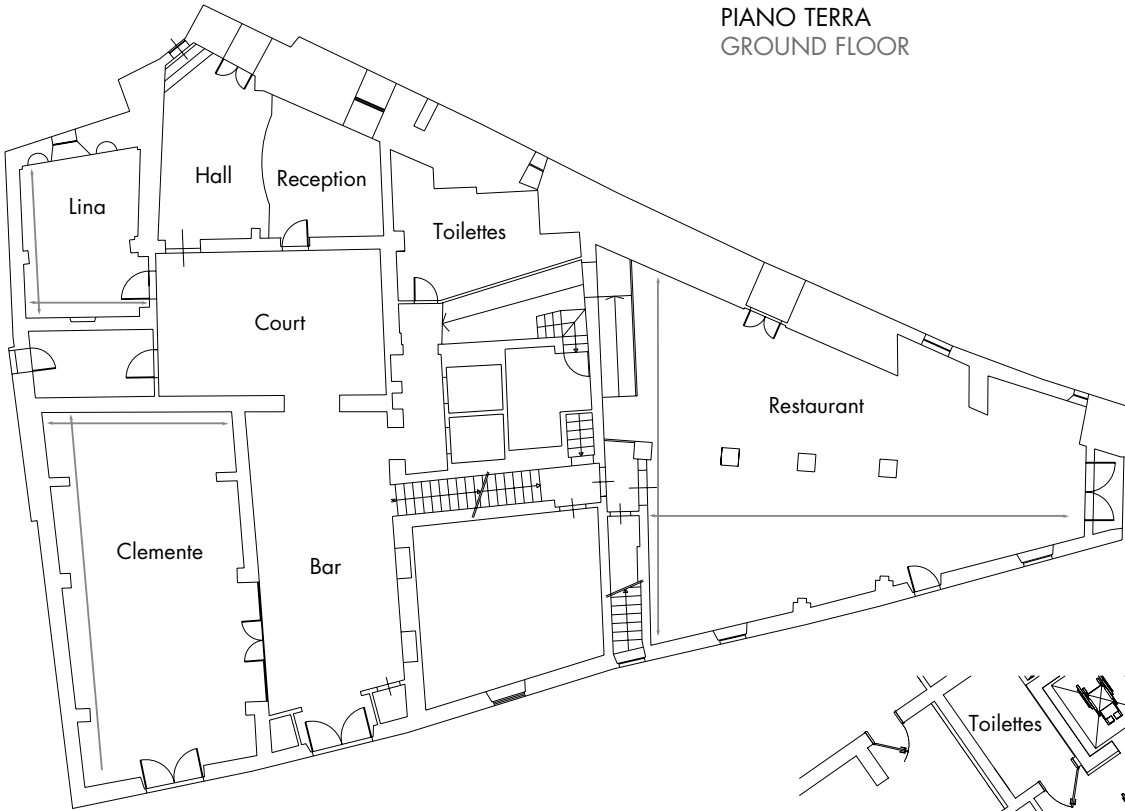 PIANO TERRA
GROUND FLOOR
Hall
Reception
Lina
Toilettes
Court
Restaurant
Clemente
Bar
Toilettes